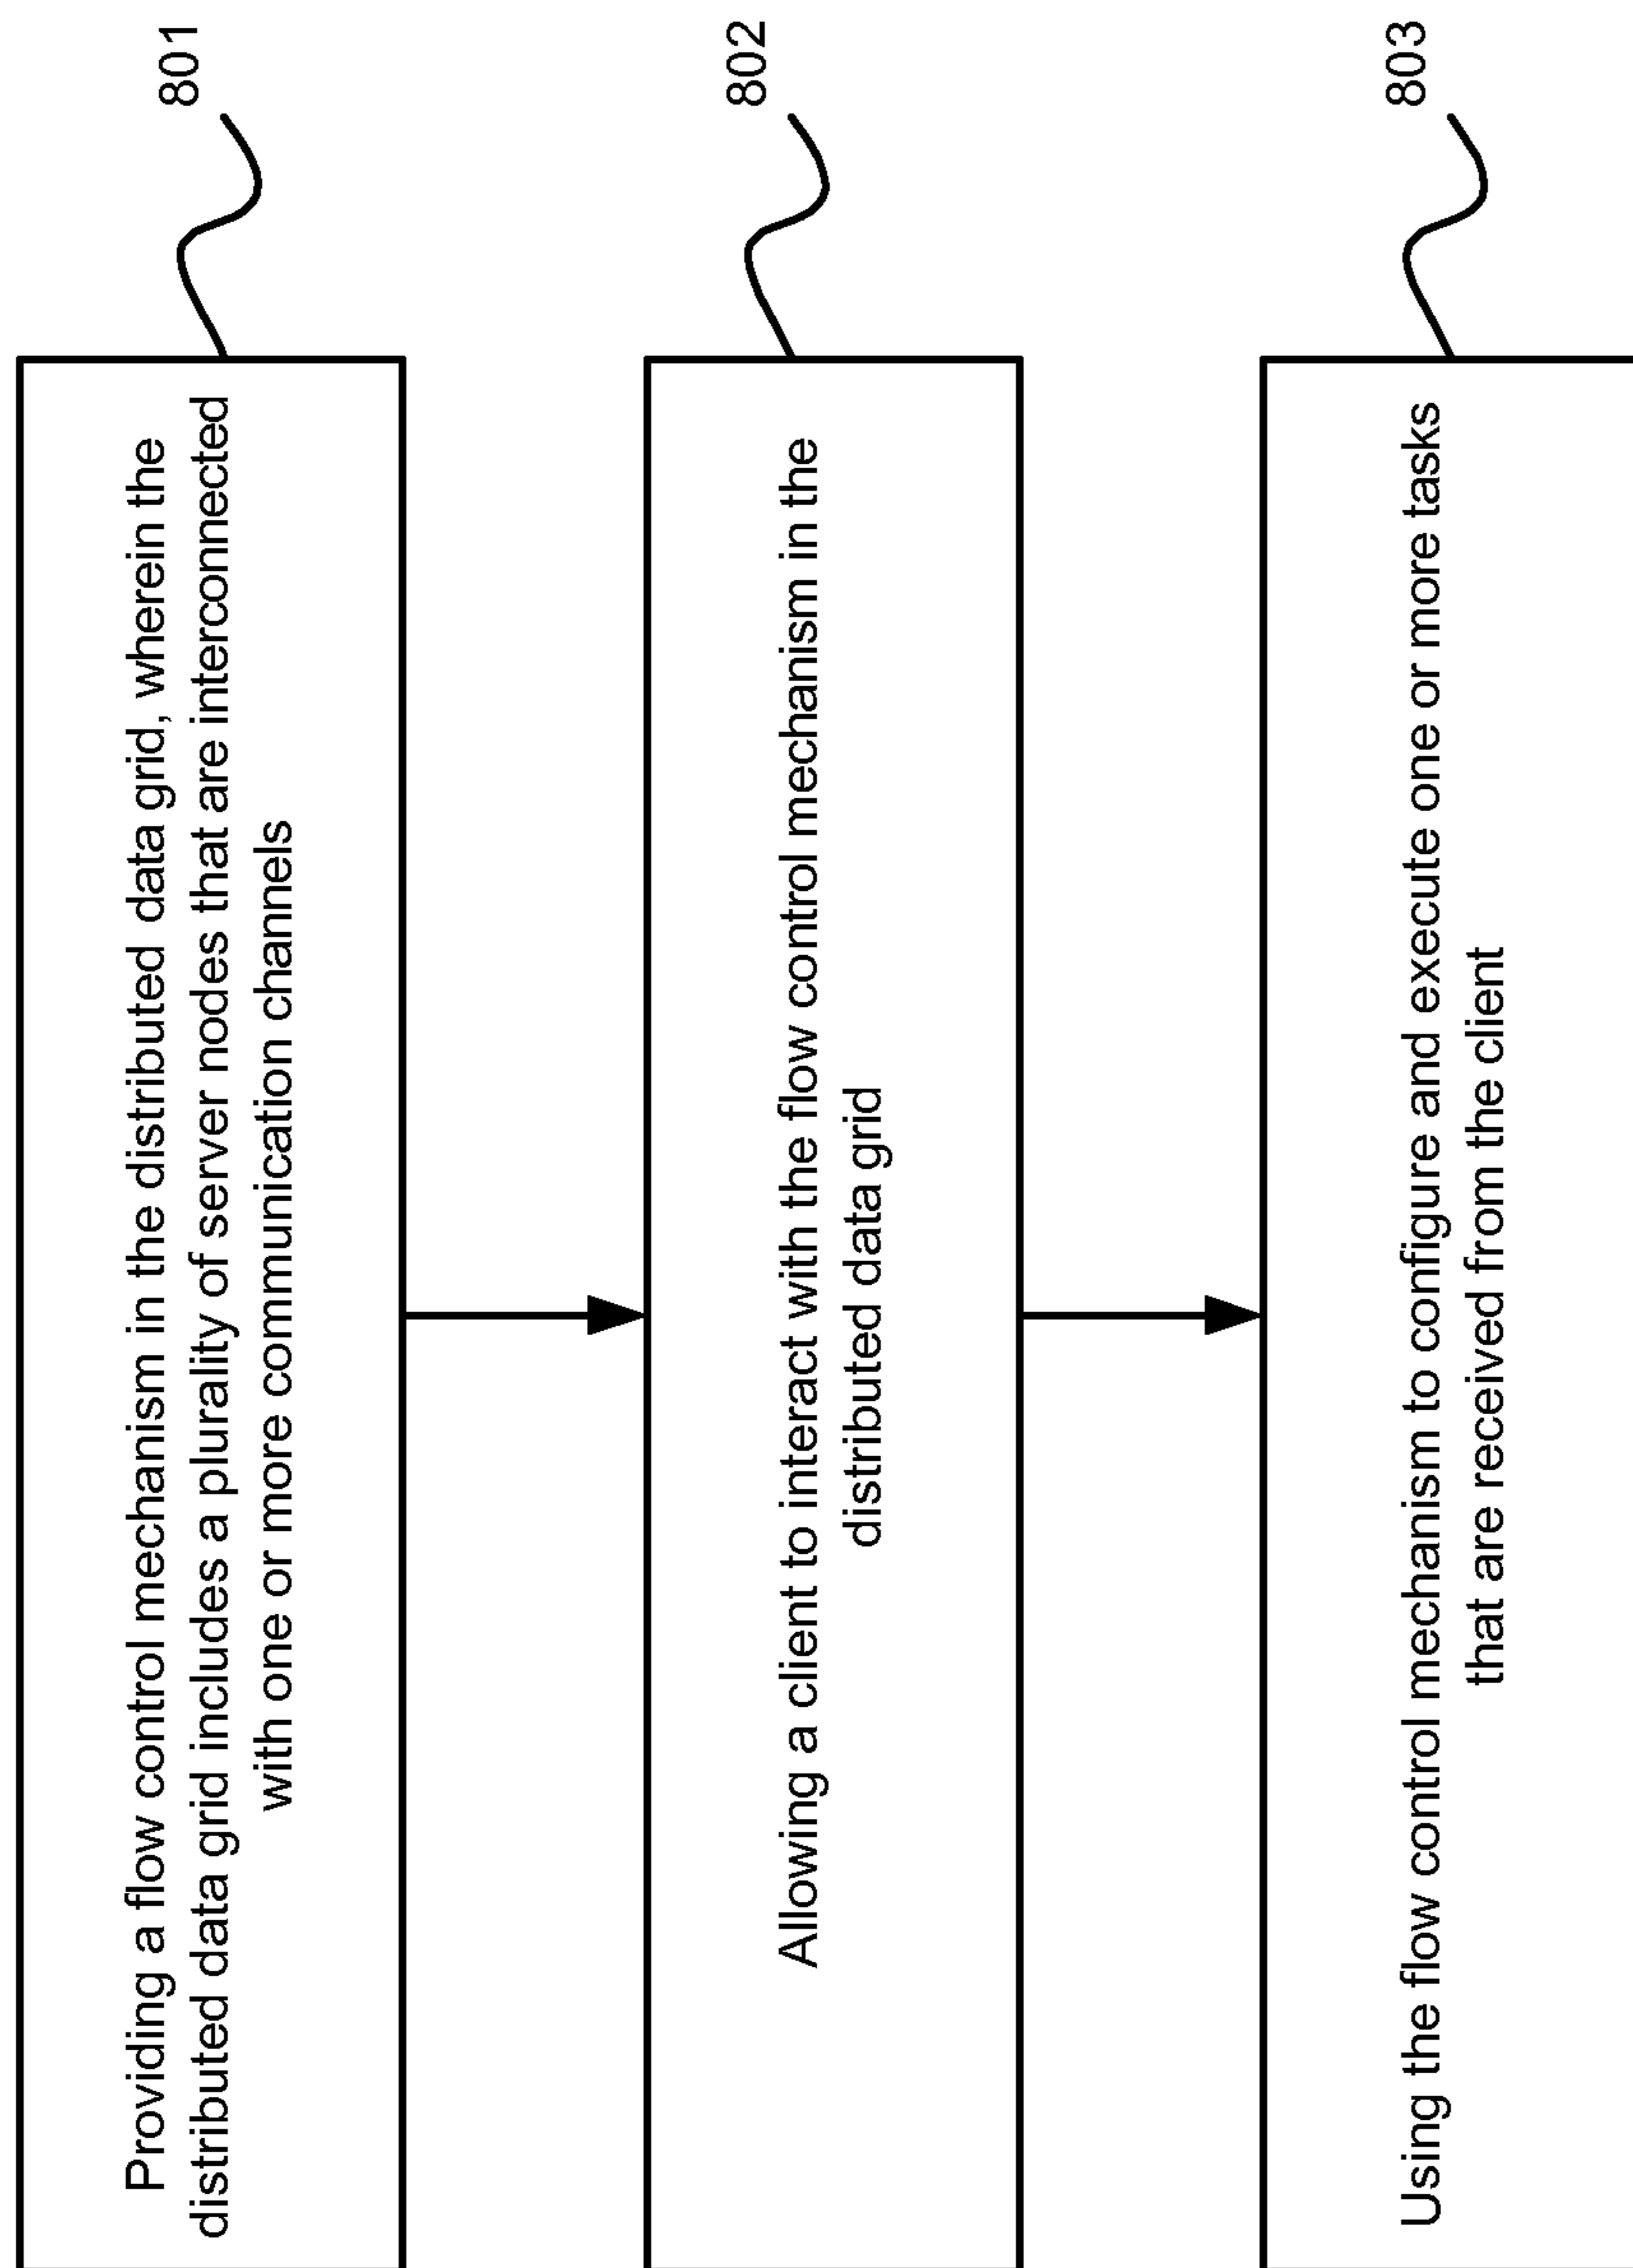 Providing a flow control mechanism in the distributed data grid, wherein the
distributed data grid includes a plurality of server nodes that are interconnected
with one or more communication channels
801
Allowing a client to interact with the flow control mechanism in the
distributed data grid
802
Using the flow control mechanism to configure and execute one or more tasks
that are received from the client
803